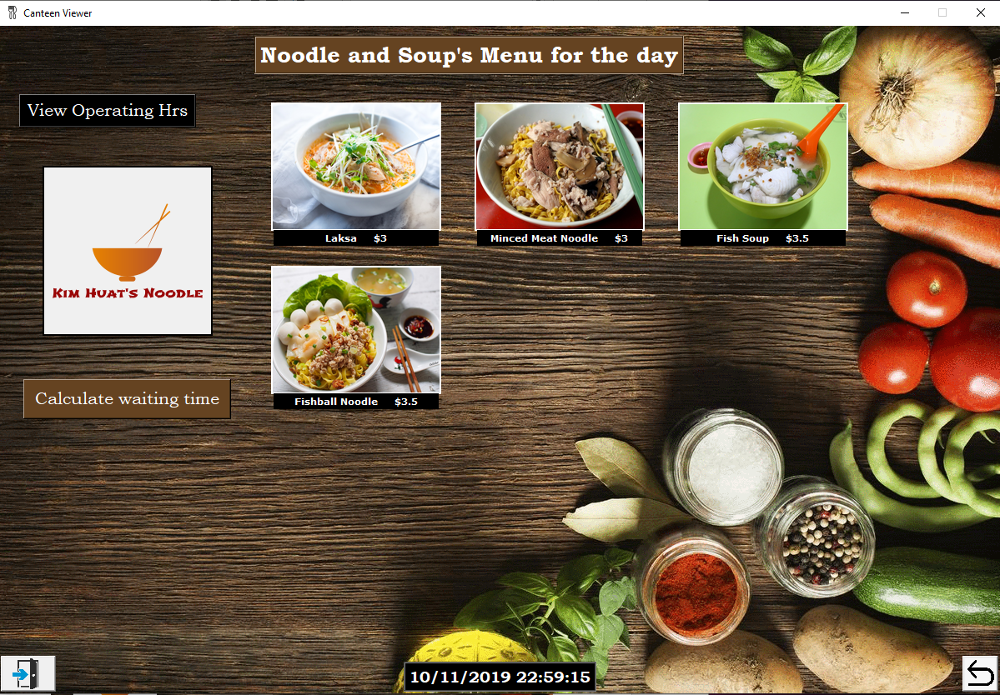 Canteen Viewer
Noodle and Soup's Menu for the day
View Operating Hrs
Kim Huat's Noodle
Calculate waiting time
Laksa $3
Minced Meat Noodle $3
Fish Soup $3.5
Fishball Noodle $3.5
10/11/2019 22:59:15